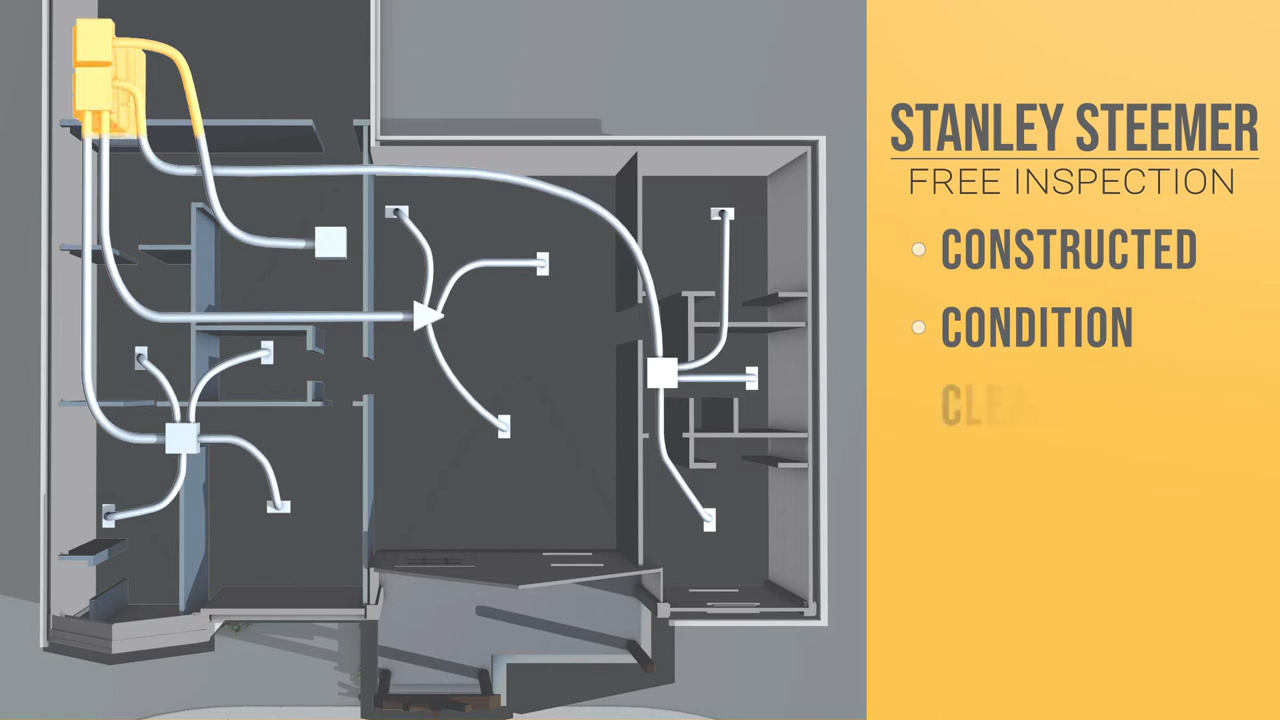 STANLEY STEEMER
FREE INSPECTION
CONSTRUCTED
CONDITION